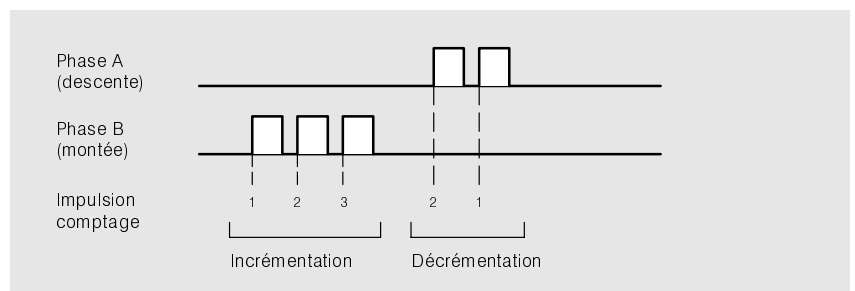 Phase A
(descente)
Phase B
(montée)
Impulsion
comptage
1 2 3 2 1
Incrémentation Décrémentation